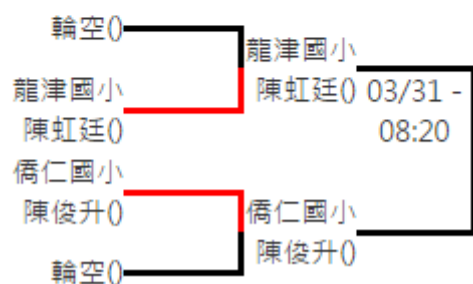 輪空()
龍津國小
陳虹廷()
僑仁國小
陳俊升()
輪空()
龍津國小
陳虹廷()
僑仁國小
陳俊升()
03/31 -
08:20